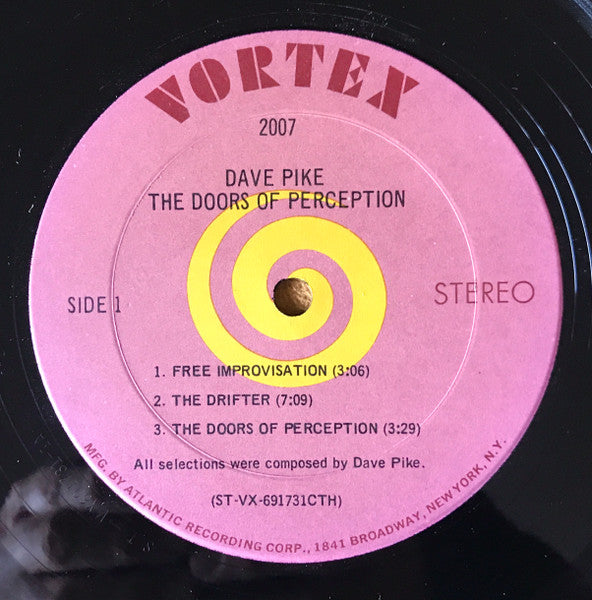 VORTEX
2007
DAVE PIKE
THE DOORS OF PERCEPTION
SIDE 1
STEREO
1. FREE IMPROVISATION (3:06)
2. THE DRIFTER (7:09)
3. THE DOORS OF PERCEPTION (3:29)
All selections were composed by Dave Pike.
(ST-VX-691731CTH)
MFG. BY ATLANTIC RECORDING CORP., 1841 BROADWAY, NEW YORK, N.Y.